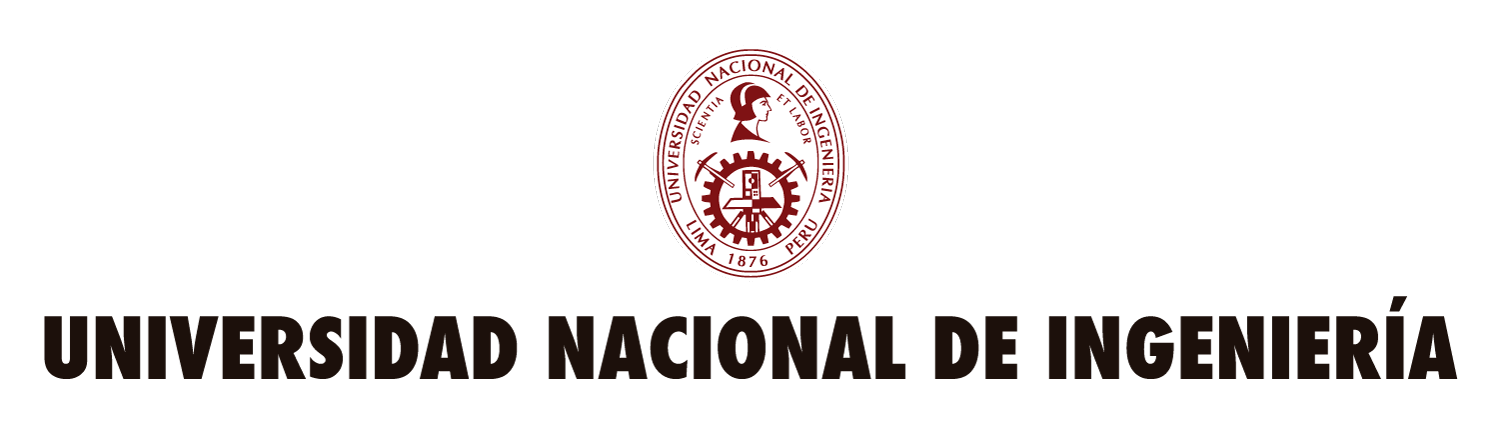 UNIVERSIDAD NACIONAL DE INGENIERIA
SCIENTIA ET LABOR
LIMA 1876 PERU
UNIVERSIDAD NACIONAL DE INGENIERÍA